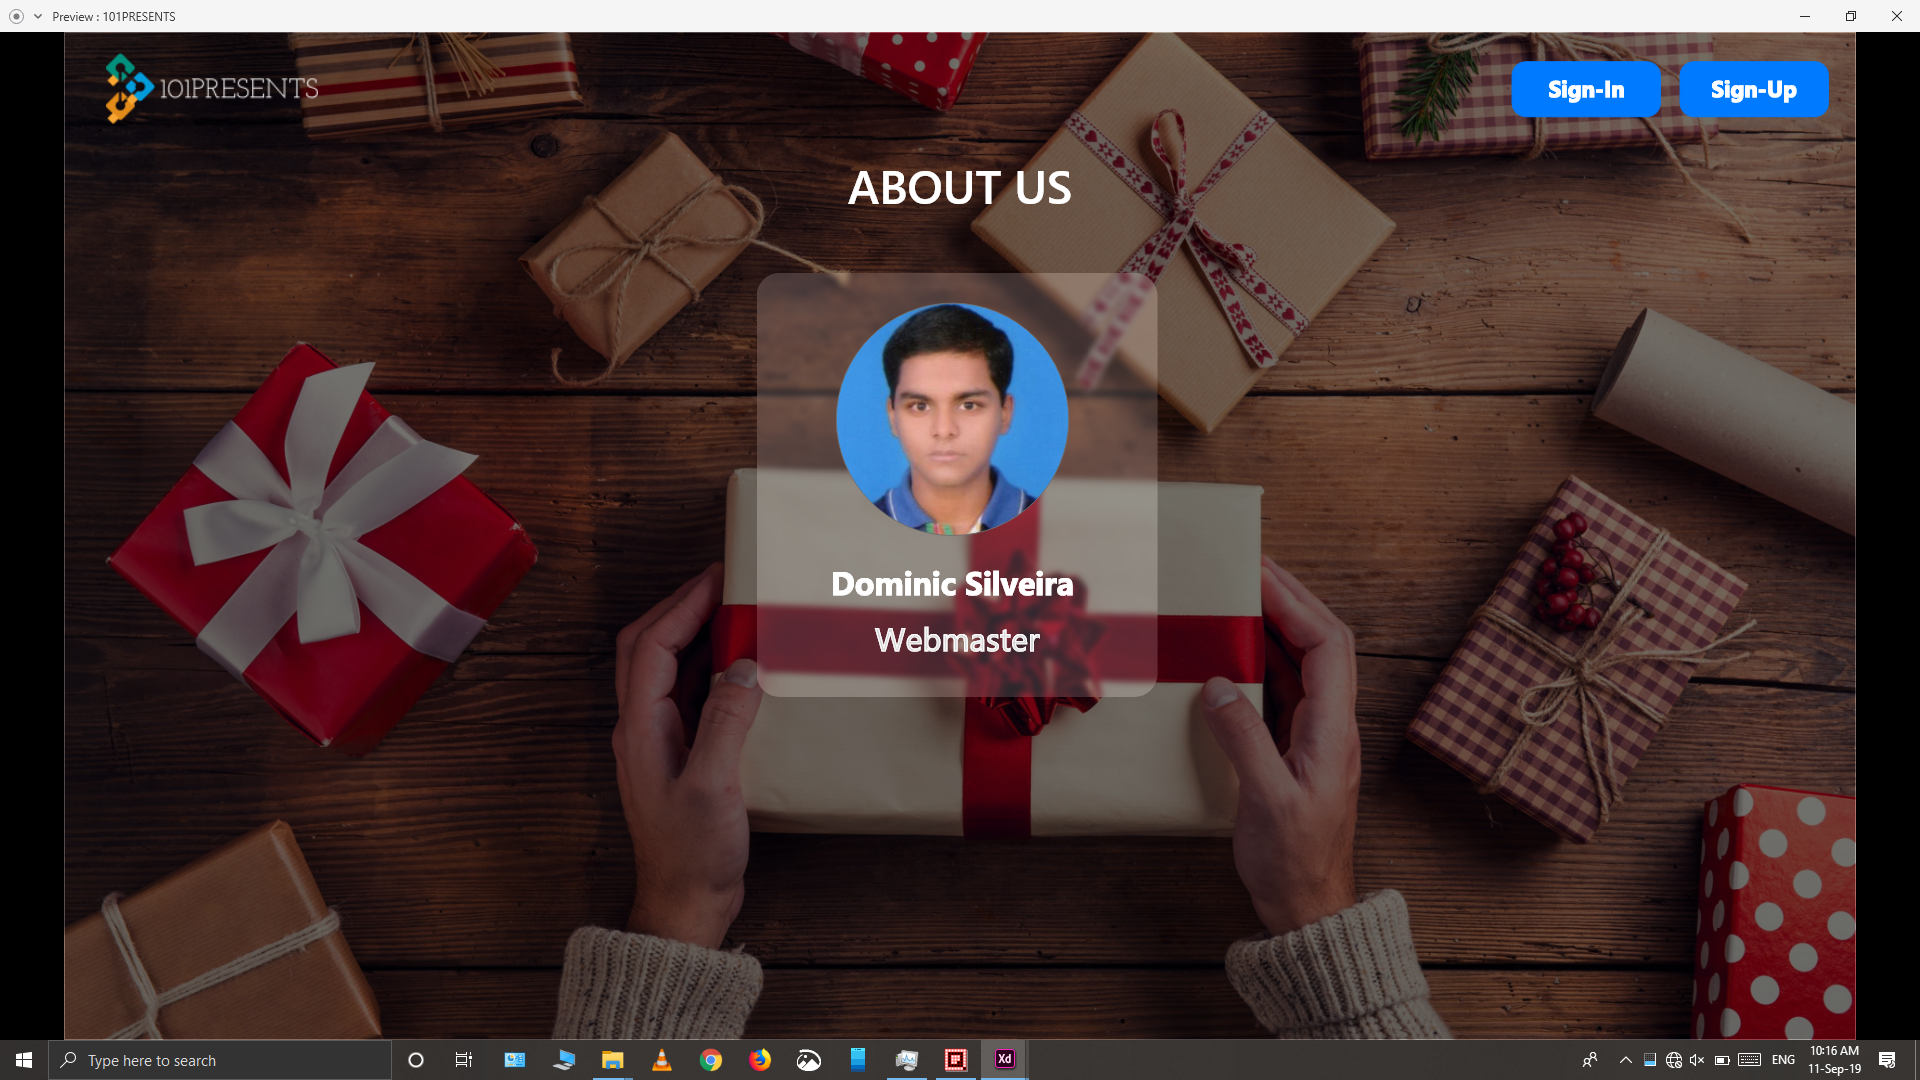 Preview : 101PRESENTS
101PRESENTS
Sign-In
Sign-Up
ABOUT US
Dominic Silveira
Webmaster
Type here to search
Xd
ENG
10:16 AM
11-Sep-19